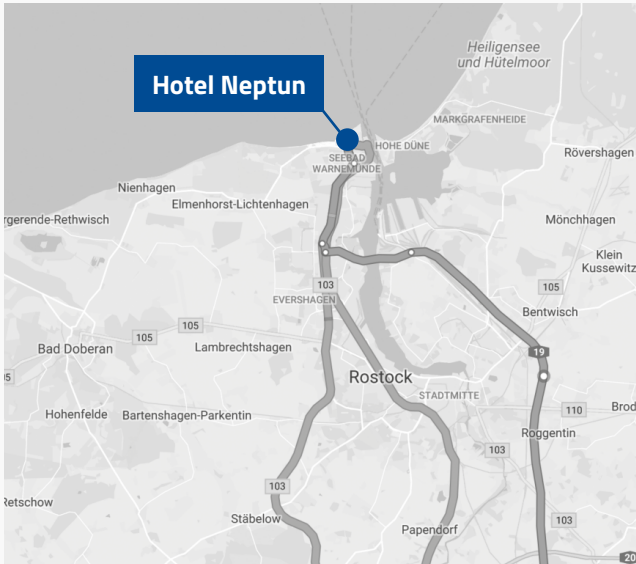 Heiligensee
und Hütelmoor
Hotel Neptun
MARKGRAFENHEIDE
HOHE DÜNE
SEEBAD
WARNEMÜNDE
Rövershagen
Nienhagen
Elmenhorst-Lichtenhagen
rgerende-Rethwisch
Mönchhagen
Klein
Kussewitz
103
105
EVERSHAGEN
Bentwisch
105
105
Bad Doberan
Lambrechtshagen
19
05
Rostock
STADTMITTE
110
Brod
Hohenfelde
Bartenshagen-Parkentin
Roggentin
103
103
Retschow
Stäbelow
Papendorf
103
20